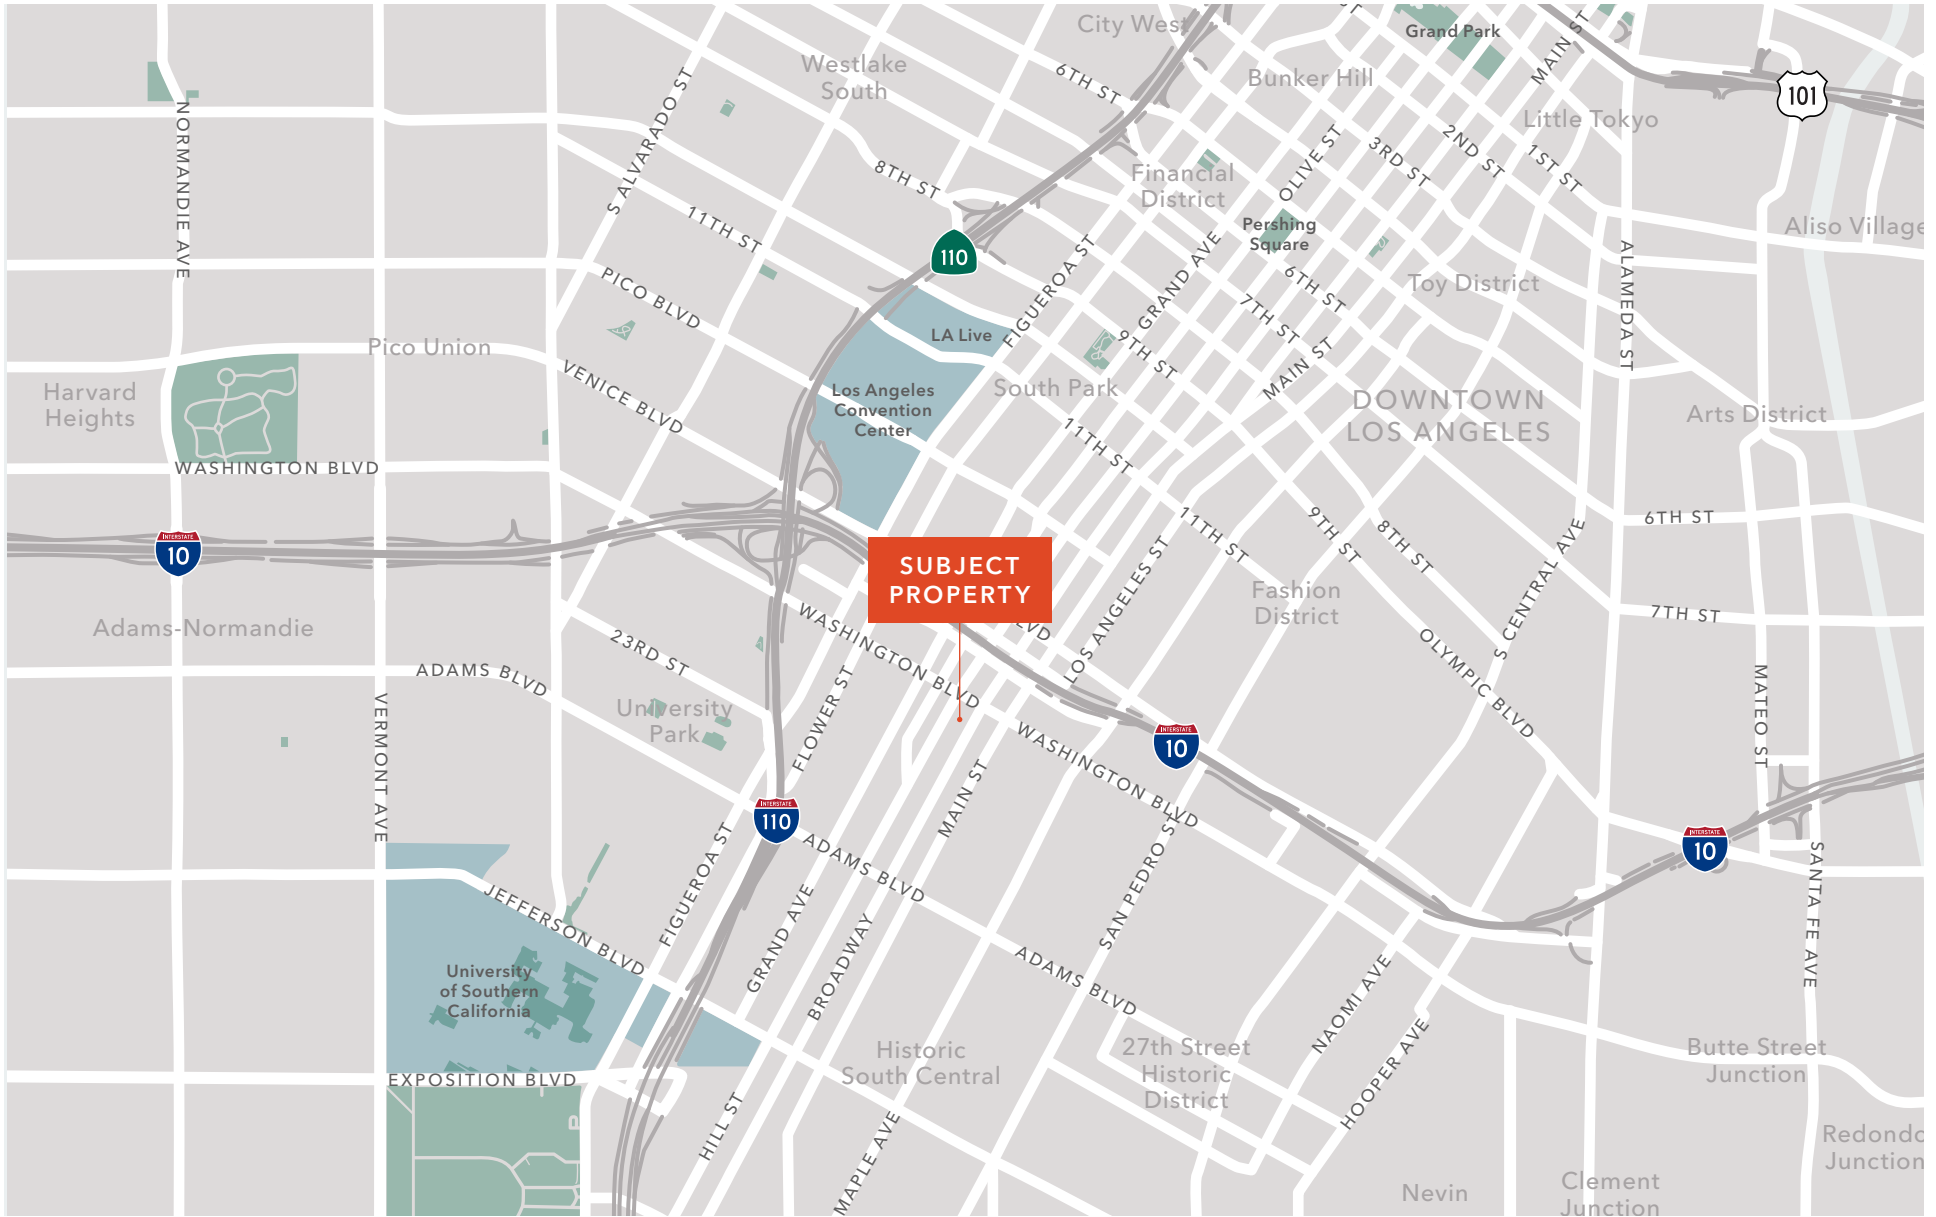 City West
Grand Park
MAIN ST
Westlake
South
6TH ST
Bunker Hill
101
NORMANDIE AVE
S ALVARADO ST
Little Tokyo
8TH ST
Financial
District
OLIVE ST
3RD ST
2ND ST
1ST ST
11TH ST
110
Pershing
Square
Aliso Village
PICO BLVD
FIGUEROA ST
GRAND AVE
6TH ST
Toy District
ALAMEDA ST
LA Live
9TH ST
7TH ST
MAIN ST
Pico Union
VENICE BLVD
Harvard
Heights
Los Angeles
Convention
Center
South Park
DOWNTOWN
LOS ANGELES
Arts District
WASHINGTON BLVD
11TH ST
INTERSTATE
10
SUBJECT
PROPERTY
LVD
LOS ANGELES ST
11TH ST
9TH ST
8TH ST
6TH ST
S CENTRAL AVE
Fashion
District
7TH ST
Adams-Normandie
23RD ST
WASHINGTON BLVD
OLYMPIC BLVD
ADAMS BLVD
VERMONT AVE
University
Park
FLOWER ST
WASHINGTON BLVD
INTERSTATE
10
MATEO ST
INTERSTATE
110
MAIN ST
SAN PEDRO ST
INTERSTATE
10
FIGUEROA ST
ADAMS BLVD
SANTA FE AVE
JEFFERSON BLVD
GRAND AVE
BROADWAY
ADAMS BLVD
NAOMI AVE
University
of Southern
California
Historic
South Central
27th Street
Historic
District
HOOPER AVE
Butte Street
Junction
EXPOSITION BLVD
HILL ST
MAPLE AVE
Redondo
Junction
Nevin
Clement
Junction